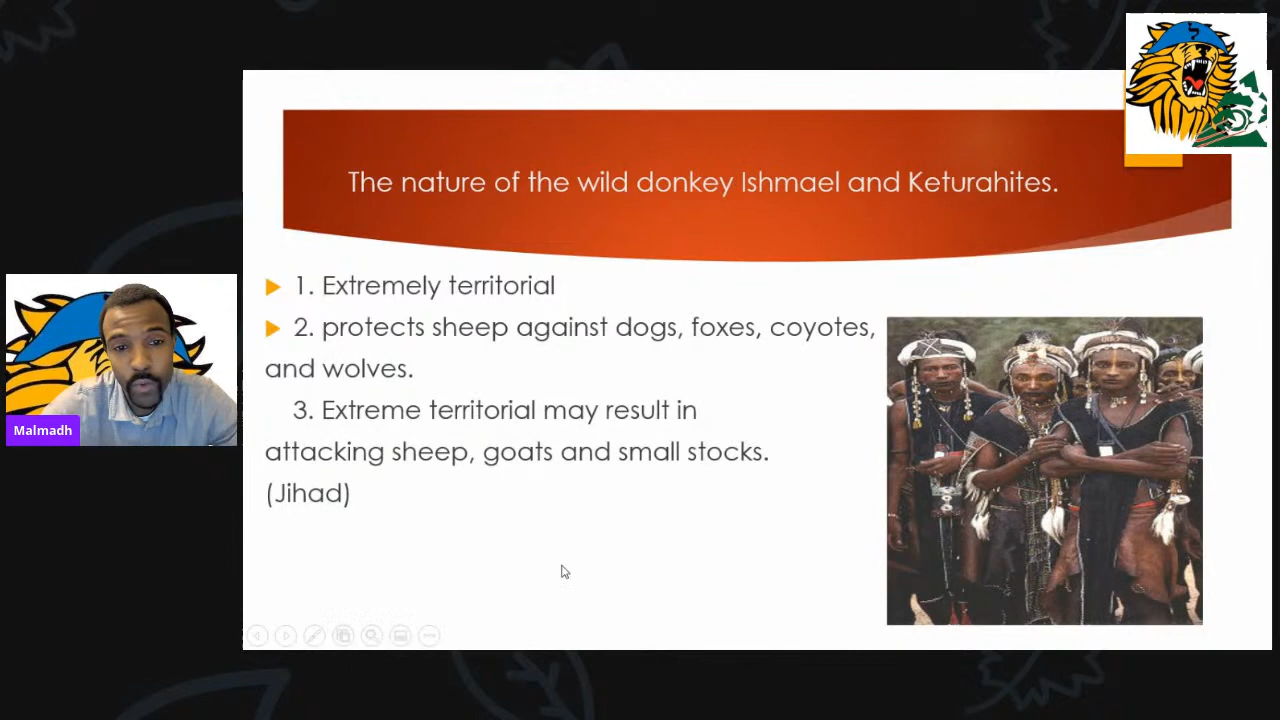 The nature of the wild donkey Ishmael and Keturahites.
1. Extremely territorial
2. protects sheep against dogs, foxes, coyotes,
and wolves.
3. Extreme territorial may result in
attacking sheep, goats and small stocks.
(Jihad)
Malmadh